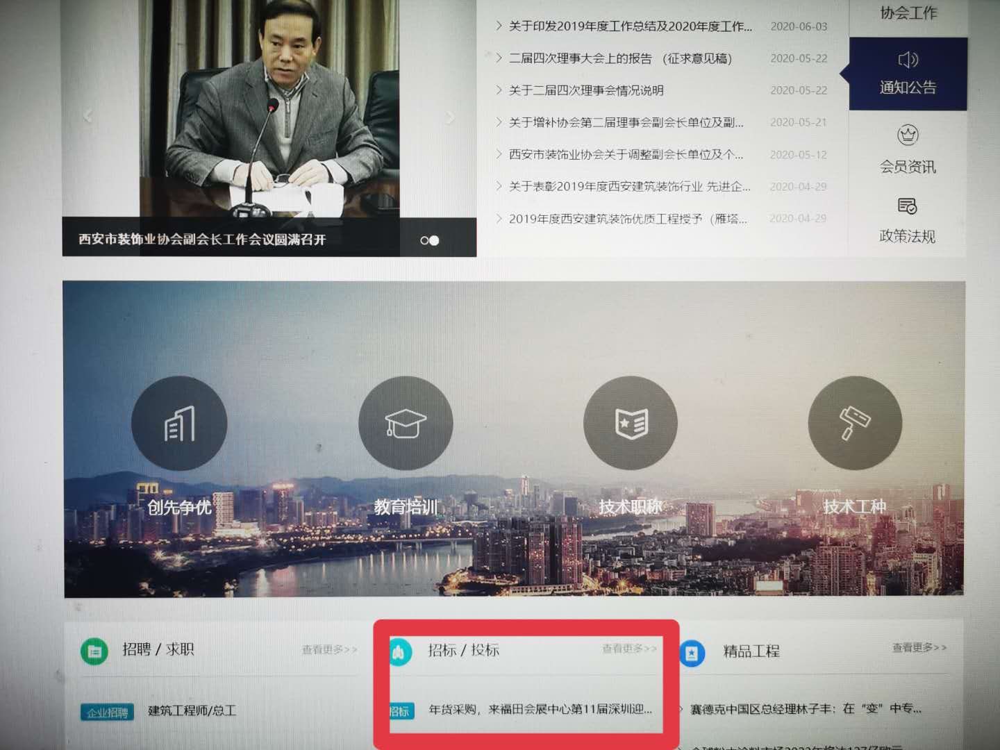 协会工作
关于印发2019年度工作总结及2020年度工作... 2020-06-03
二届四次理事大会上的报告 （征求意见稿） 2020-05-22
通知公告
关于二届四次理事会情况说明 2020-05-22
关于增补协会第二届理事会副会长单位及副... 2020-05-21
西安市装饰业协会关于调整副会长单位及个... 2020-05-12
会员资讯
关于表彰2019年度西安建筑装饰行业 先进企... 2020-04-29
2019年度西安建筑装饰优质工程授予（雁塔... 2020-04-29
政策法规
西安市装饰业协会副会长工作会议圆满召开
创先争优
教育培训
技术职称
技术工种
招聘 / 求职 查看更多>>
企业招聘 建筑工程师/总工
招标 / 投标 查看更多>>
招标 年货采购，来福田会展中心第11届深圳迎...
精品工程 查看更多>>
赛德克中国区总经理林子丰：在“变”中专...